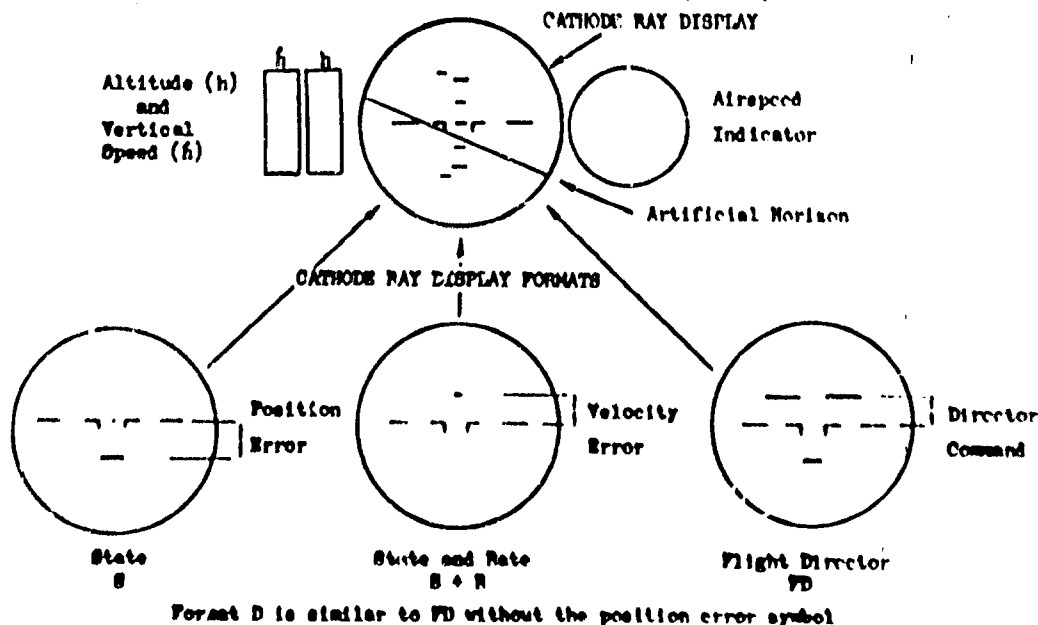 CATHODE RAY DISPLAY
ḣ h
Altitude (h)
and
Vertical
Speed (ḣ)
Airspeed
Indicator
Artificial Horizon
CATHODE RAY DISPLAY FORMATS
Position
Error
Velocity
Error
Director
Command
State
S
State and Rate
S + R
Flight Director
FD
Format D is similar to FD without the position error symbol